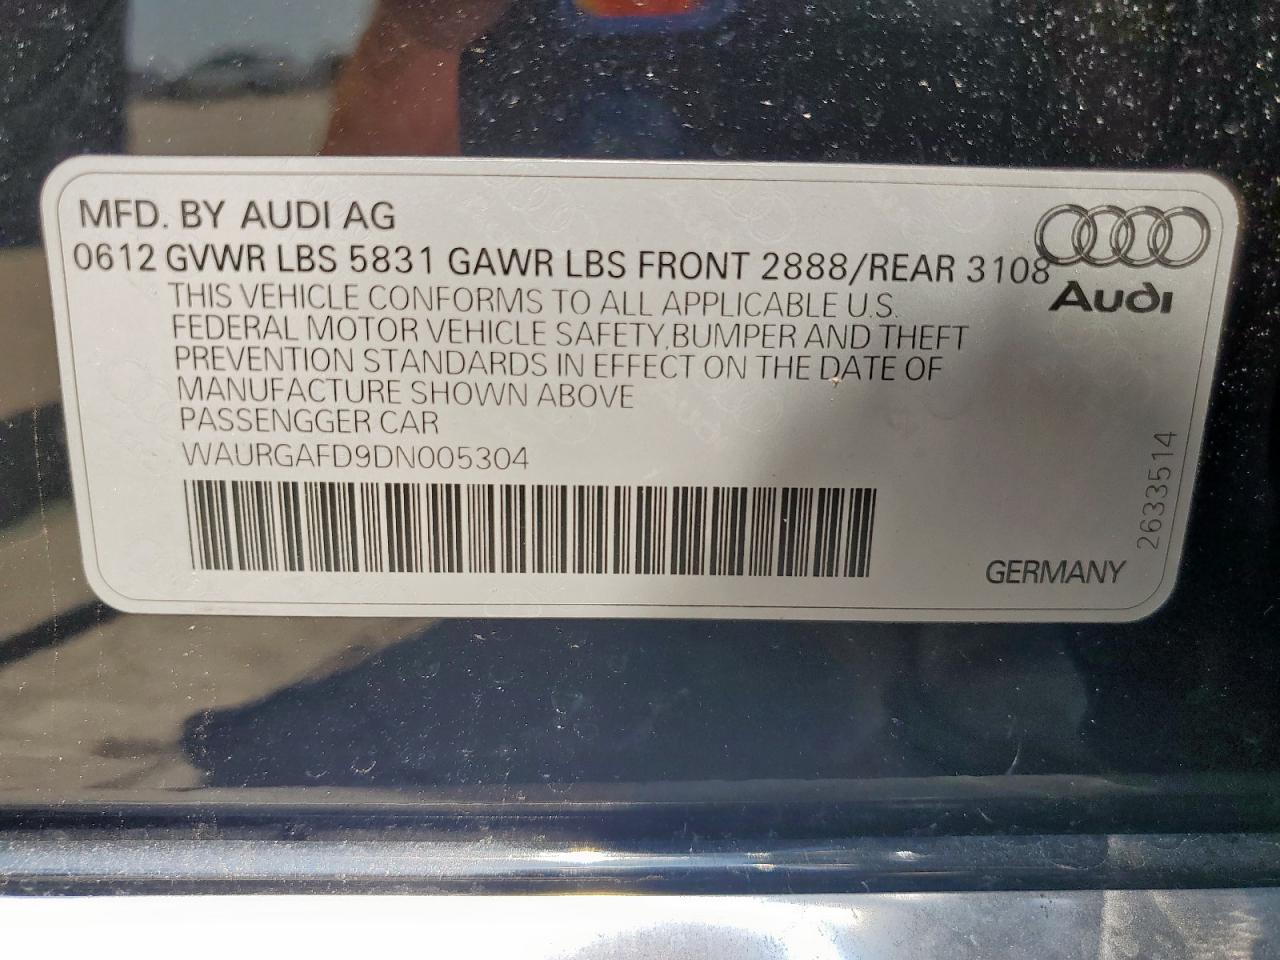 MFD. BY AUDI AG
0612 GVWR LBS 5831 GAWR LBS FRONT 2888/REAR 3108
Audi
THIS VEHICLE CONFORMS TO ALL APPLICABLE U.S.
FEDERAL MOTOR VEHICLE SAFETY,BUMPER AND THEFT
PREVENTION STANDARDS IN EFFECT ON THE DATE OF
MANUFACTURE SHOWN ABOVE
PASSENGGER CAR
WAURGAFD9DN005304
2633514
GERMANY